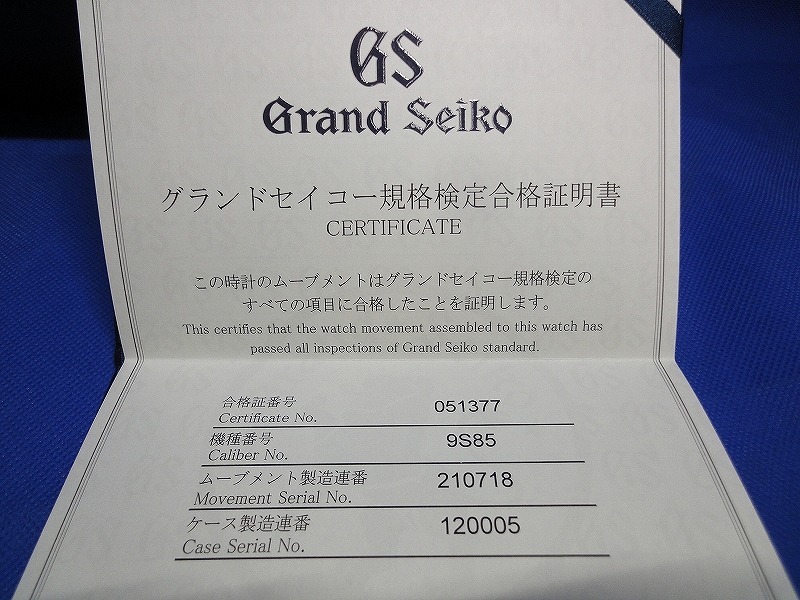 GS
Grand Seiko
グランドセイコー規格検定合格証明書
CERTIFICATE
この時計のムーブメントはグランドセイコー規格検定の
すべての項目に合格したことを証明します。
This certifies that the watch movement assembled to this watch has
passed all inspections of Grand Seiko standard.
合格証番号
Certificate No. 051377
機種番号
Caliber No. 9S85
ムーブメント製造連番
Movement Serial No. 210718
ケース製造連番
Case Serial No. 120005